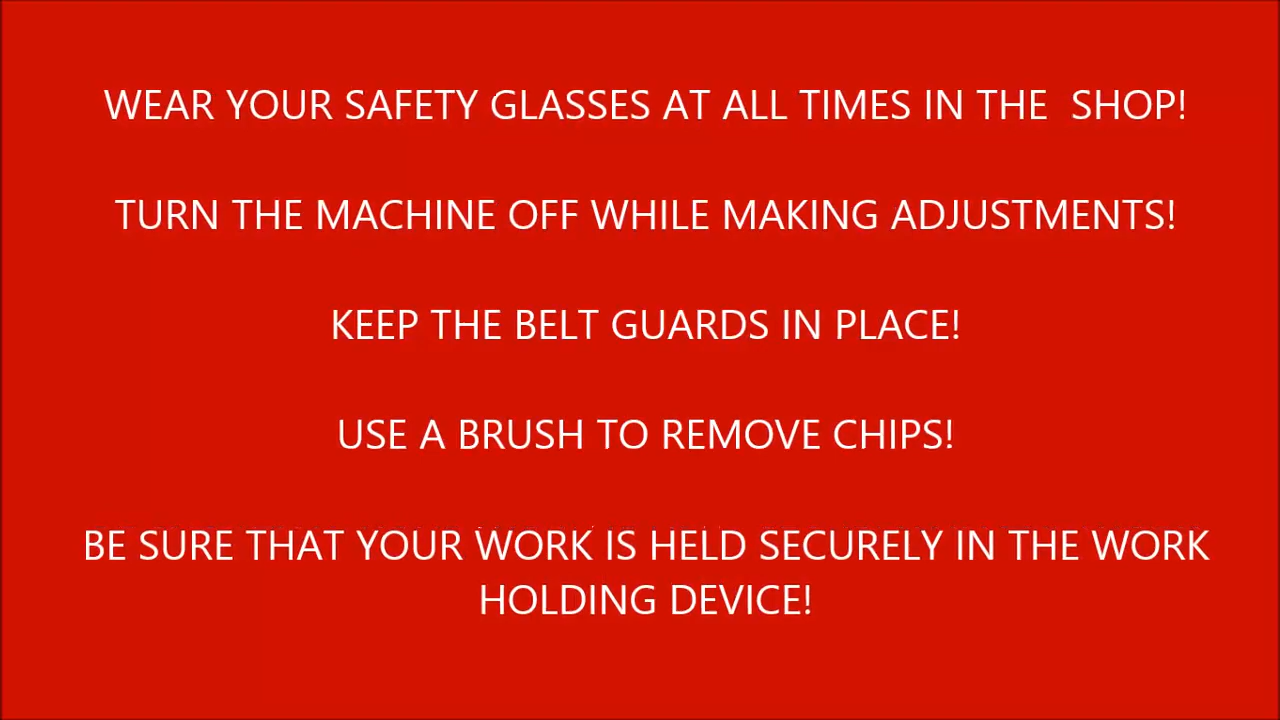 WEAR YOUR SAFETY GLASSES AT ALL TIMES IN THE  SHOP!
TURN THE MACHINE OFF WHILE MAKING ADJUSTMENTS!
KEEP THE BELT GUARDS IN PLACE!
USE A BRUSH TO REMOVE CHIPS!
BE SURE THAT YOUR WORK IS HELD SECURELY IN THE WORK
HOLDING DEVICE!